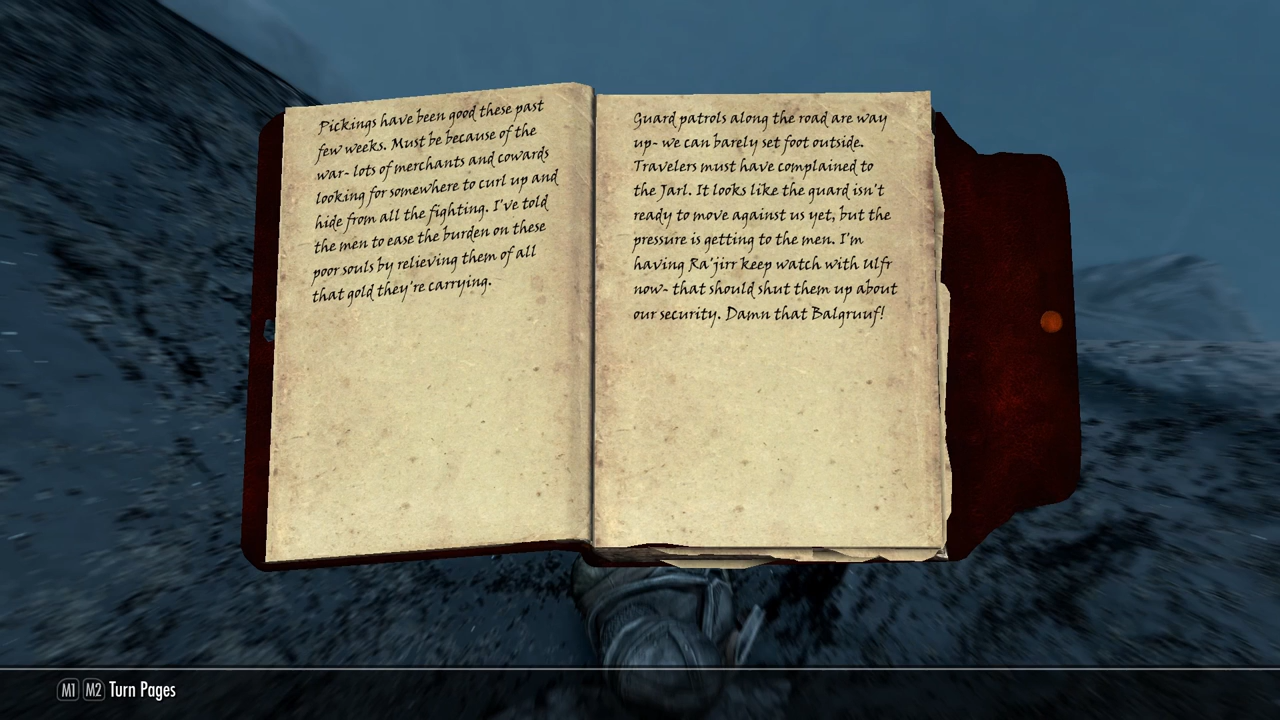 Pickings have been good these past
few weeks. Must be because of the
war- lots of merchants and cowards
looking for somewhere to curl up and
hide from all the fighting. I've told
the men to ease the burden on these
poor souls by relieving them of all
that gold they're carrying.
Guard patrols along the road are way
up- we can barely set foot outside.
Travelers must have complained to
the Jarl. It looks like the guard isn't
ready to move against us yet, but the
pressure is getting to the men. I'm
having Ra'jirr keep watch with Ulfr
now- that should shut them up about
our security. Damn that Balgruuf!
M1 M2 Turn Pages